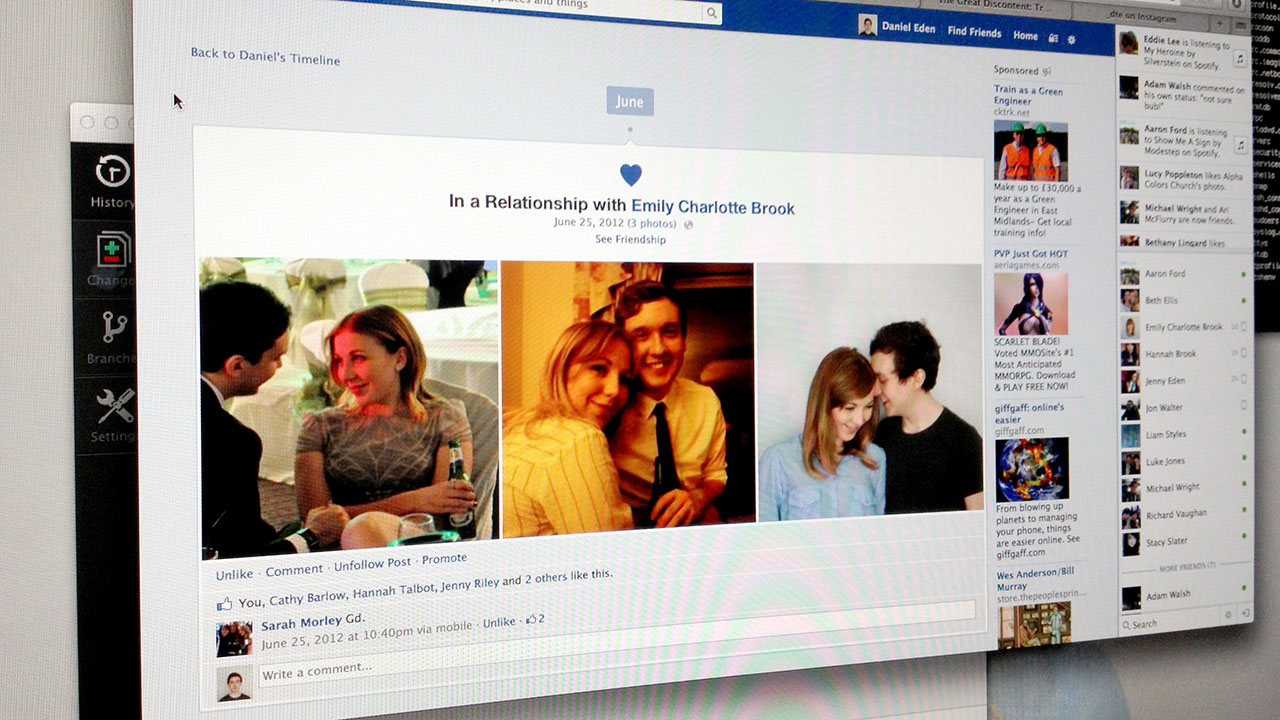 places and things
The Great Discontent: Tr...
_dte on Instagram
Daniel Eden
Find Friends
Home
Back to Daniel's Timeline
June
In a Relationship with Emily Charlotte Brook
June 25, 2012 (3 photos)
See Friendship
Unlike · Comment · Unfollow Post · Promote
You, Cathy Barlow, Hannah Talbot, Jenny Riley and 2 others like this.
Sarah Morley Gd.
June 25, 2012 at 10:40pm via mobile · Unlike · 2
Write a comment...
History
Change
Branche
Setting
Sponsored
Train as a Green
Engineer
cktrk.net
Make up to £30,000 a
year as a Green
Engineer in East
Midlands- Get local
training info!
PVP Just Got HOT
aeriagames.com
SCARLET BLADE!
Voted MMOSite's #1
Most Anticipated
MMORPG. Download
& PLAY FREE NOW!
giffgaff: online's
easier
giffgaff.com
From blowing up
planets to managing
your phone, things
are easier online. See
giffgaff.com
Wes Anderson/Bill
Murray
store.thepeoplesprin...
Eddie Lee is listening to
My Heroine by
Silverstein on Spotify.
Adam Walsh commented on
his own status: "not sure
bub!"
Aaron Ford is listening
to Show Me A Sign by
Modestep on Spotify.
Lucy Poppleton likes Alpha
Colors Church's photo.
Michael Wright and Ari
McFlurry are now friends.
Bethany Lingard likes
Aaron Ford
Beth Ellis
Emily Charlotte Brook
Hannah Brook
Jenny Eden
Jon Walter
Liam Styles
Luke Jones
Michael Wright
Richard Vaughan
Stacy Slater
MORE FRIENDS (7)
Adam Walsh
Search